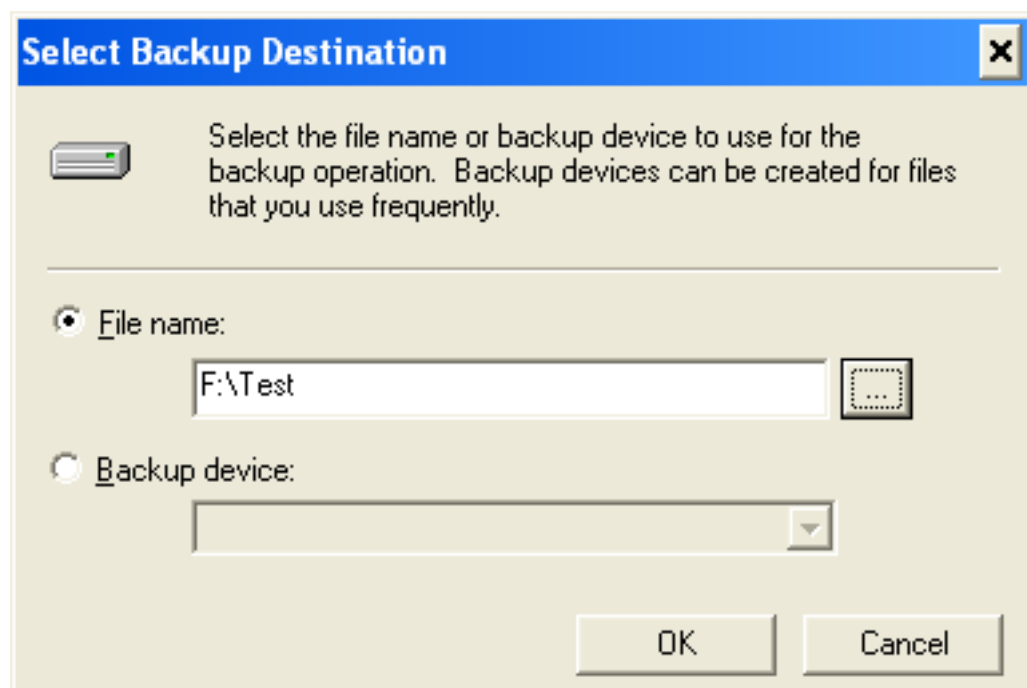 Select Backup Destination
Select the file name or backup device to use for the
backup operation.  Backup devices can be created for files
that you use frequently.
File name:
F:\Test
...
Backup device:
OK
Cancel